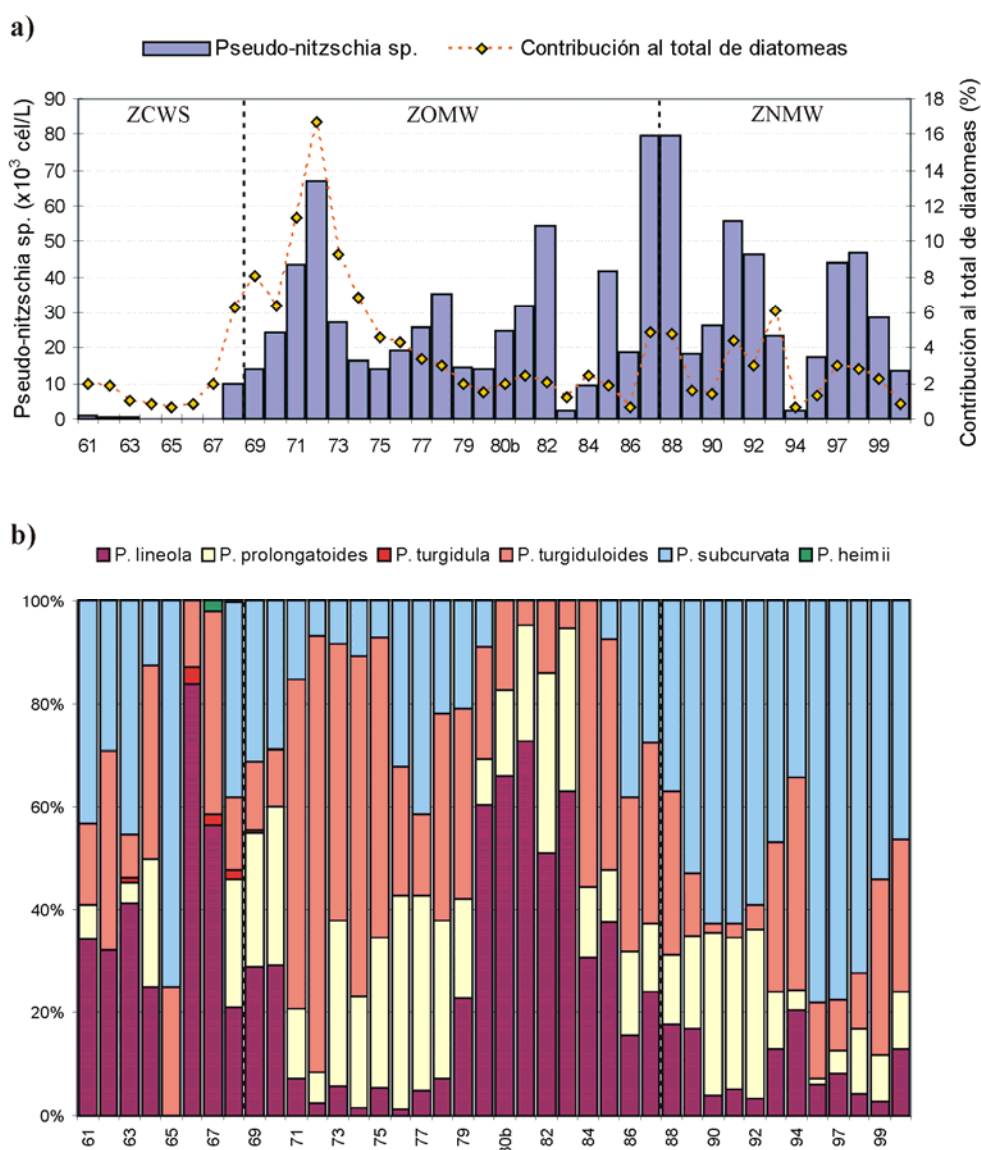 a)
Pseudo-nitzschia sp. Contribución al total de diatomeas
ZCWS ZOMW ZNMW
Pseudo-nitzschia sp. (x10³ cél/L)
90
80
70
60
50
40
30
20
10
0
18
16
14
12
10
8
6
4
2
0
Contribución al total de diatomeas (%)
61 63 65 67 69 71 73 75 77 79 80b 82 84 86 88 90 92 94 97 99
b)
P. lineola P. prolongatoides P. turgidula P. turgiduloides P. subcurvata P. heimii
100%
80%
60%
40%
20%
0%
61 63 65 67 69 71 73 75 77 79 80b 82 84 86 88 90 92 94 97 99